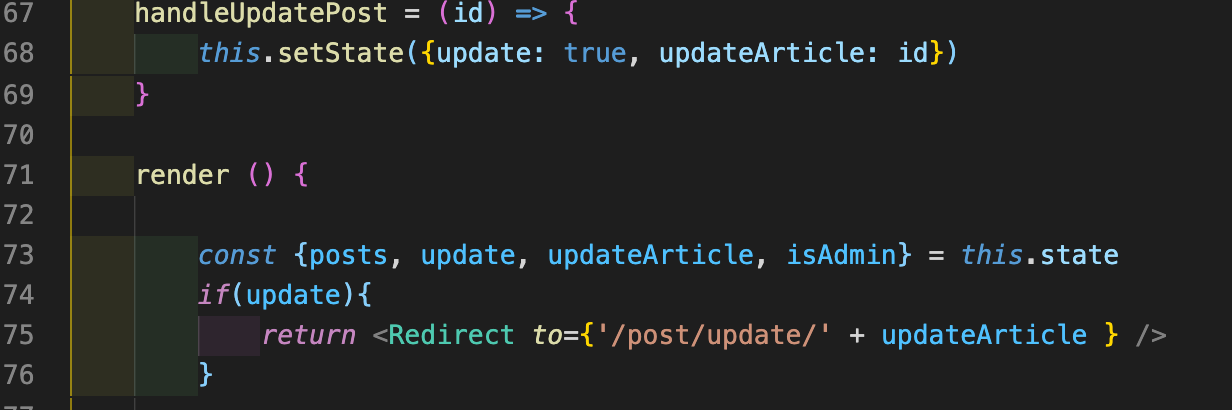 67 handleUpdatePost = (id) => {
68 this.setState({update: true, updateArticle: id})
69 }
70
71 render () {
72
73 const {posts, update, updateArticle, isAdmin} = this.state
74 if(update){
75 return <Redirect to={'/post/update/' + updateArticle } />
76 }
77